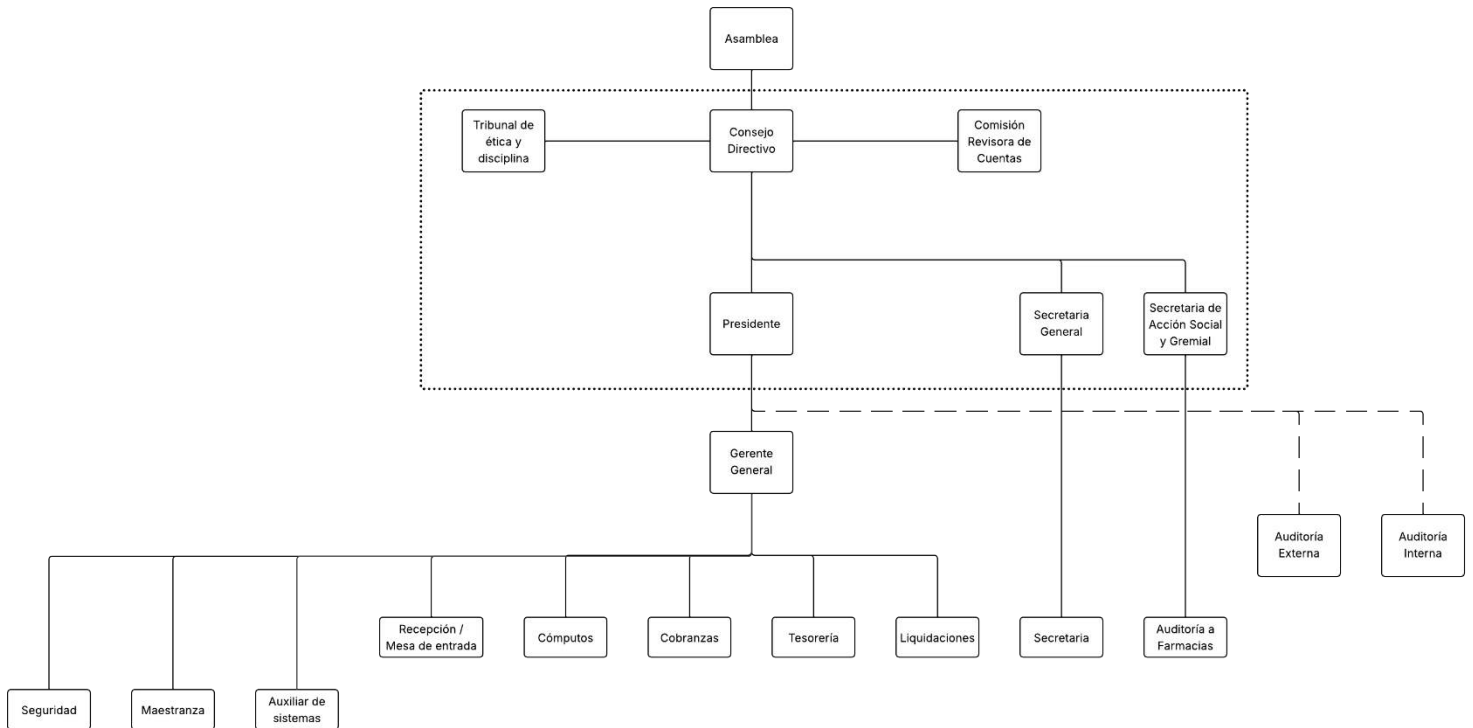 Asamblea
Tribunal de
ética y
disciplina
Consejo
Directivo
Comisión
Revisora de
Cuentas
Presidente
Secretaria
General
Secretaria de
Acción Social
y Gremial
Gerente
General
Auditoría
Externa
Auditoría
Interna
Recepción /
Mesa de entrada
Cómputos
Cobranzas
Tesorería
Liquidaciones
Secretaria
Auditoría a
Farmacias
Seguridad
Maestranza
Auxiliar de
sistemas